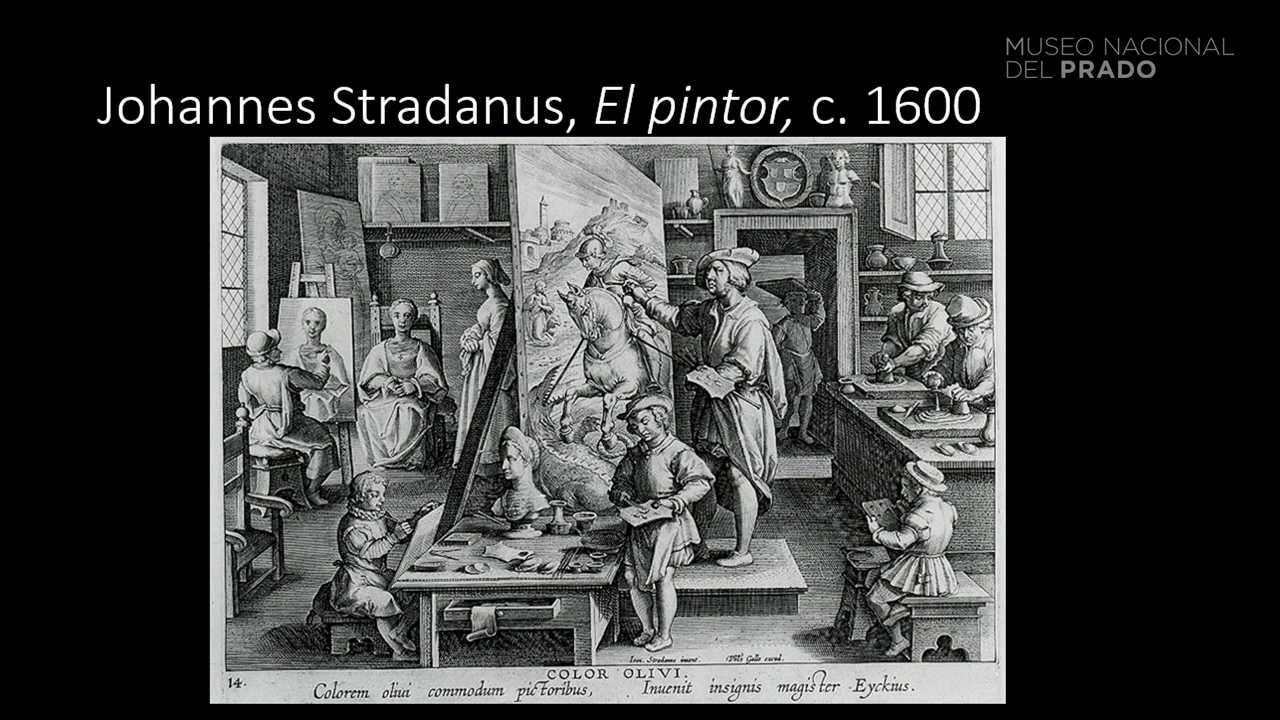 MUSEO NACIONAL
DEL PRADO
Johannes Stradanus, El pintor, c. 1600
Ioan. Stradanus invent. Phls Galle excud.
COLOR OLIVI.
14.
Colorem oliui commodum pictoribus, Inuenit insignis magister Eyckius.